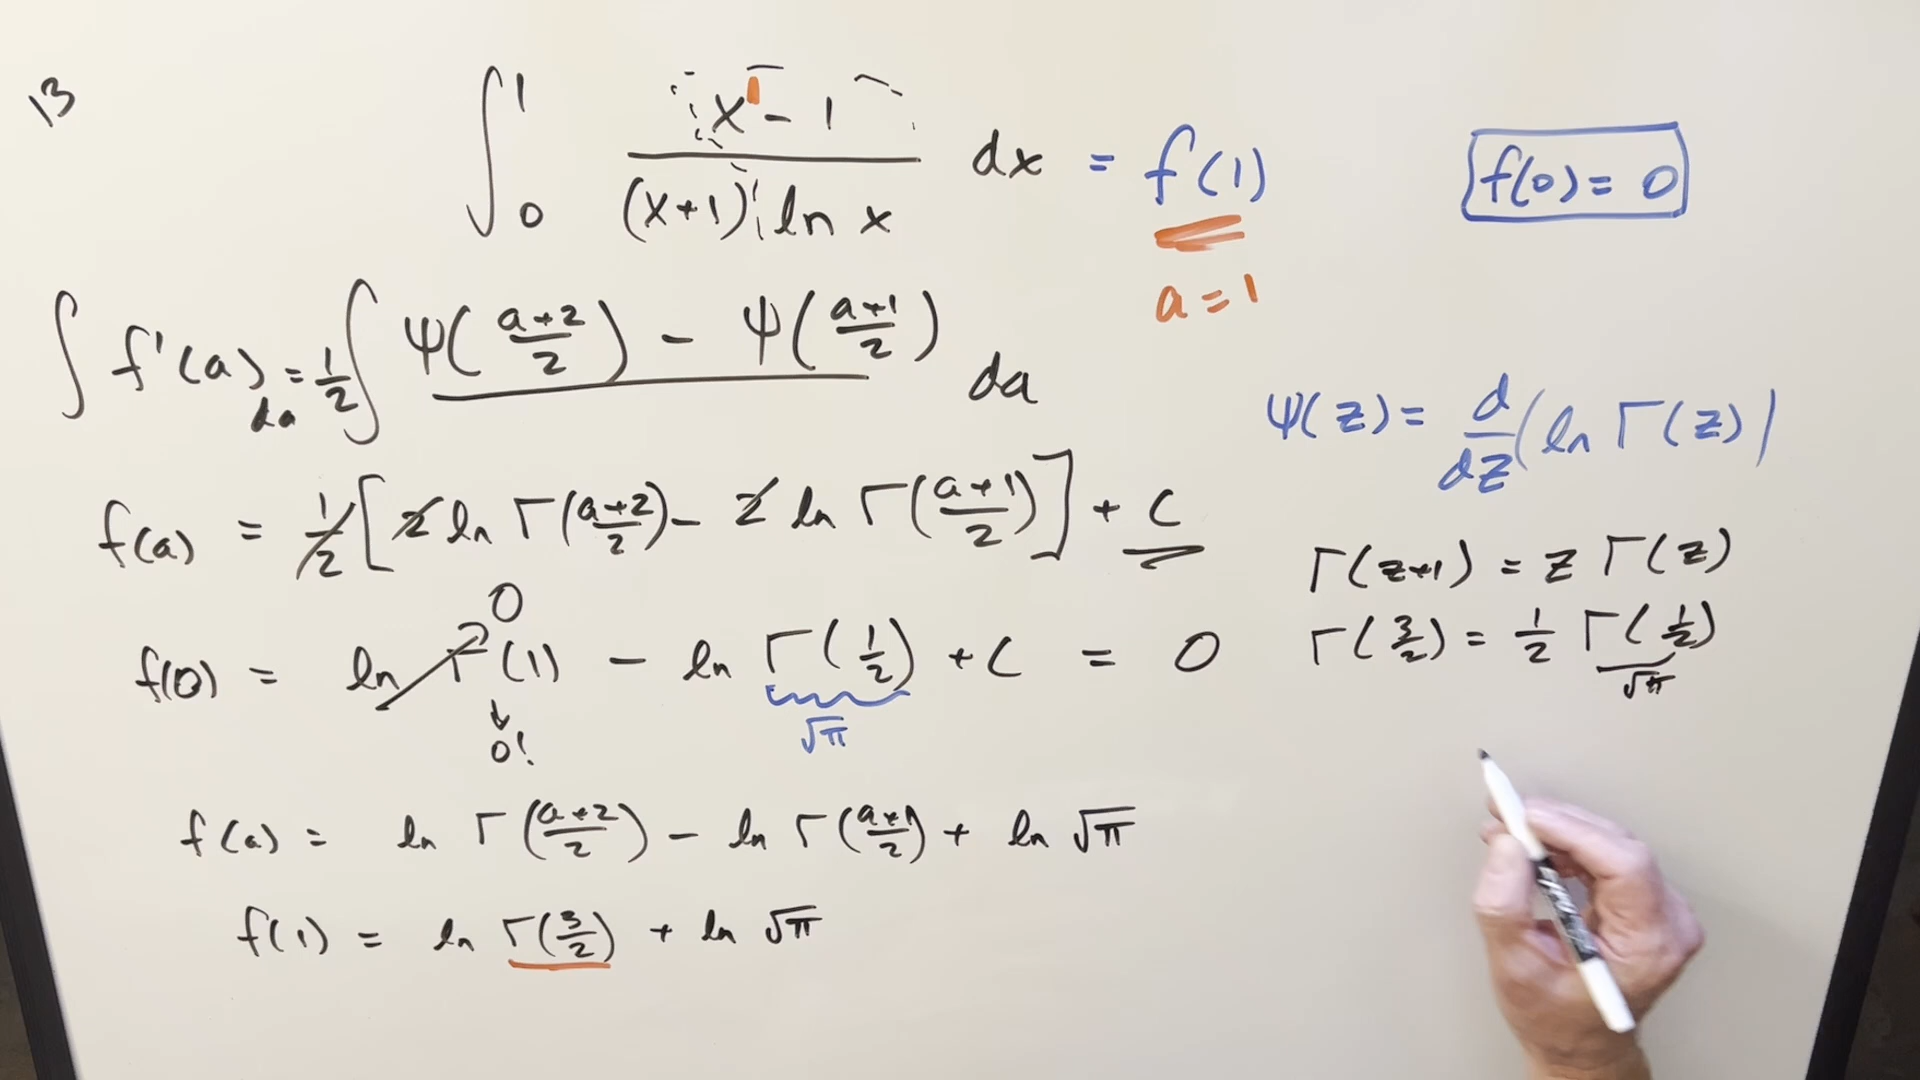 13
∫₀¹ (x¹ - 1)/((x+1) ln x) dx = f(1)
f(0) = 0
a = 1
∫ f'(a) da = 1/2 ∫ ψ((a+2)/2) - ψ((a+1)/2) da
ψ(z) = d/dz (ln Γ(z))
f(a) = 1/2 [2 ln Γ((a+2)/2) - 2 ln Γ((a+1)/2)] + C
Γ(z+1) = z Γ(z)
0
f(0) = ln Γ(1) - ln Γ(1/2) + C = 0
Γ(3/2) = 1/2 Γ(1/2)
√π
0!
√π
f(a) = ln Γ((a+2)/2) - ln Γ((a+1)/2) + ln √π
f(1) = ln Γ(3/2) + ln √π